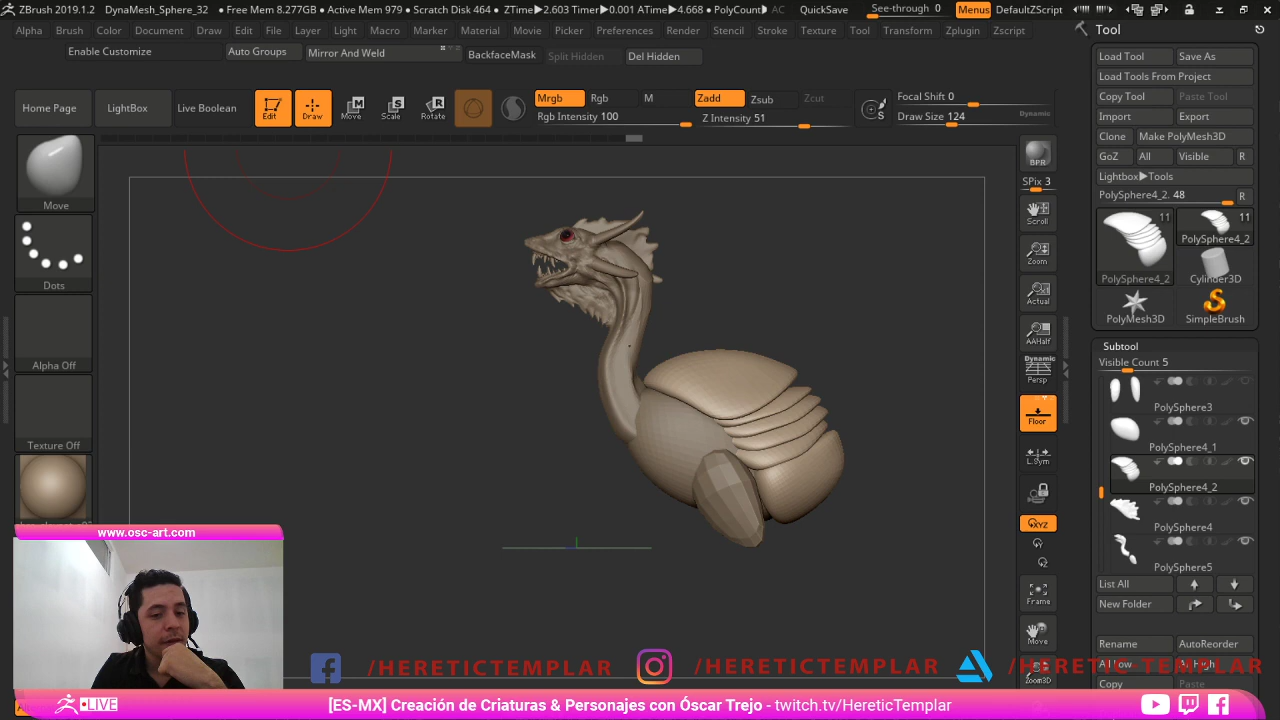 ZBrush 2019.1.2 DynaMesh_Sphere_32 • Free Mem 8.277GB • Active Mem 979 • Scratch Disk 464 • ZTime▶2.603 Timer▶0.001 ATime▶4.668 • PolyCount▶ AC QuickSave See-through 0 Menus DefaultZScript
Alpha Brush Color Document Draw Edit File Layer Light Macro Marker Material Movie Picker Preferences Render Stencil Stroke Texture Tool Transform Zplugin Zscript
Enable Customize Auto Groups Mirror And Weld BackfaceMask Split Hidden Del Hidden
Home Page LightBox Live Boolean Edit Draw Move Scale Rotate
Mrgb Rgb M Zadd Zsub Zcut Focal Shift 0
Rgb Intensity 100 Z Intensity 51 Draw Size 124 Dynamic
S
Move
Dots
Alpha Off
Texture Off
BPR
SPix 3
Scroll
Zoom
Actual
AAHalf
Dynamic
Persp
Floor
L.Sym
XYZ
Y
Z
Frame
Move
Zoom3D
Tool
Load Tool Save As
Load Tools From Project
Copy Tool Paste Tool
Import Export
Clone Make PolyMesh3D
GoZ All Visible R
Lightbox▶Tools
PolySphere4_2. 48 R
11 11
PolySphere4_2
PolySphere4_2 Cylinder3D
PolyMesh3D SimpleBrush
Subtool
Visible Count 5
PolySphere3
PolySphere4_1
PolySphere4_2
PolySphere4
PolySphere5
List All
New Folder
Rename AutoReorder
Copy Paste
www.osc-art.com
/HERETICTEMPLAR /HERETICTEMPLAR /HERETIC-TEMPLAR
LIVE [ES-MX] Creación de Criaturas & Personajes con Óscar Trejo - twitch.tv/HereticTemplar